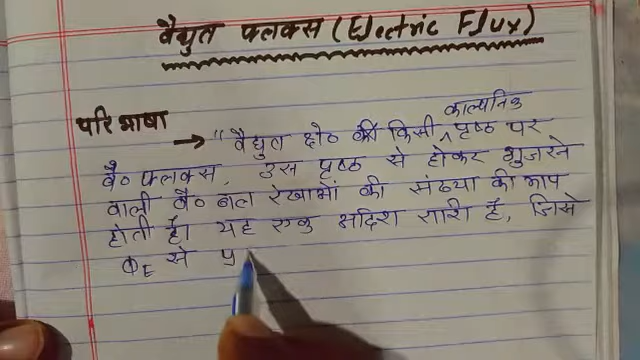 वैद्युत फ्लक्स (Electric Flux)
परिभाषा
काल्पनिक
→ "वैद्युत क्षे० की किसी ^ पृष्ठ पर
वै० फ्लक्स, उस पृष्ठ से होकर गुजरने
वाली वै० बल रेखाओं की संख्या की माप
होती है। यह एक अदिश राशी है, जिसे
ΦE से प्र